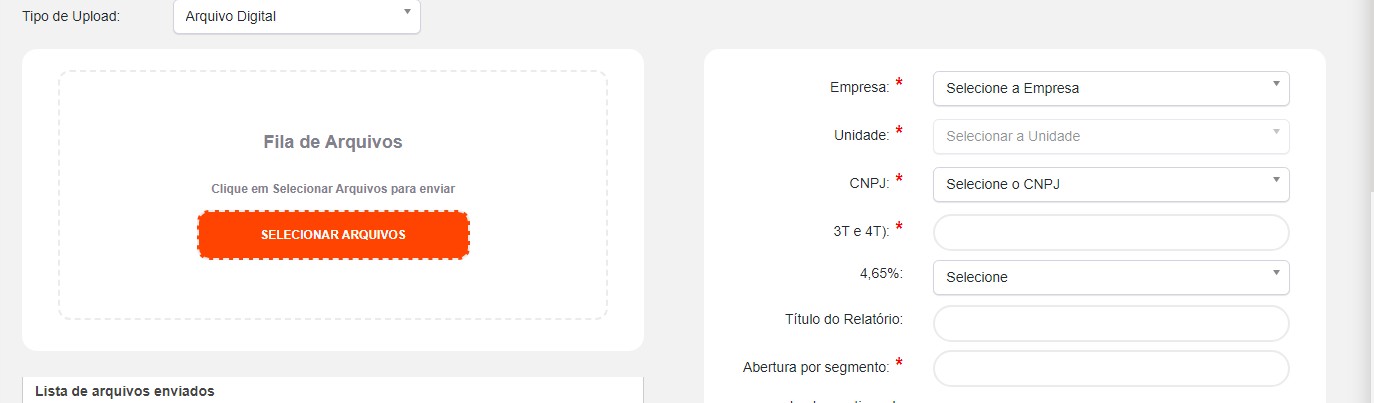 Tipo de Upload:
Arquivo Digital
Fila de Arquivos
Clique em Selecionar Arquivos para enviar
SELECIONAR ARQUIVOS
Lista de arquivos enviados
Empresa: *
Selecione a Empresa
Unidade: *
Selecionar a Unidade
CNPJ: *
Selecione o CNPJ
3T e 4T): *
4,65%:
Selecione
Título do Relatório:
Abertura por segmento: *